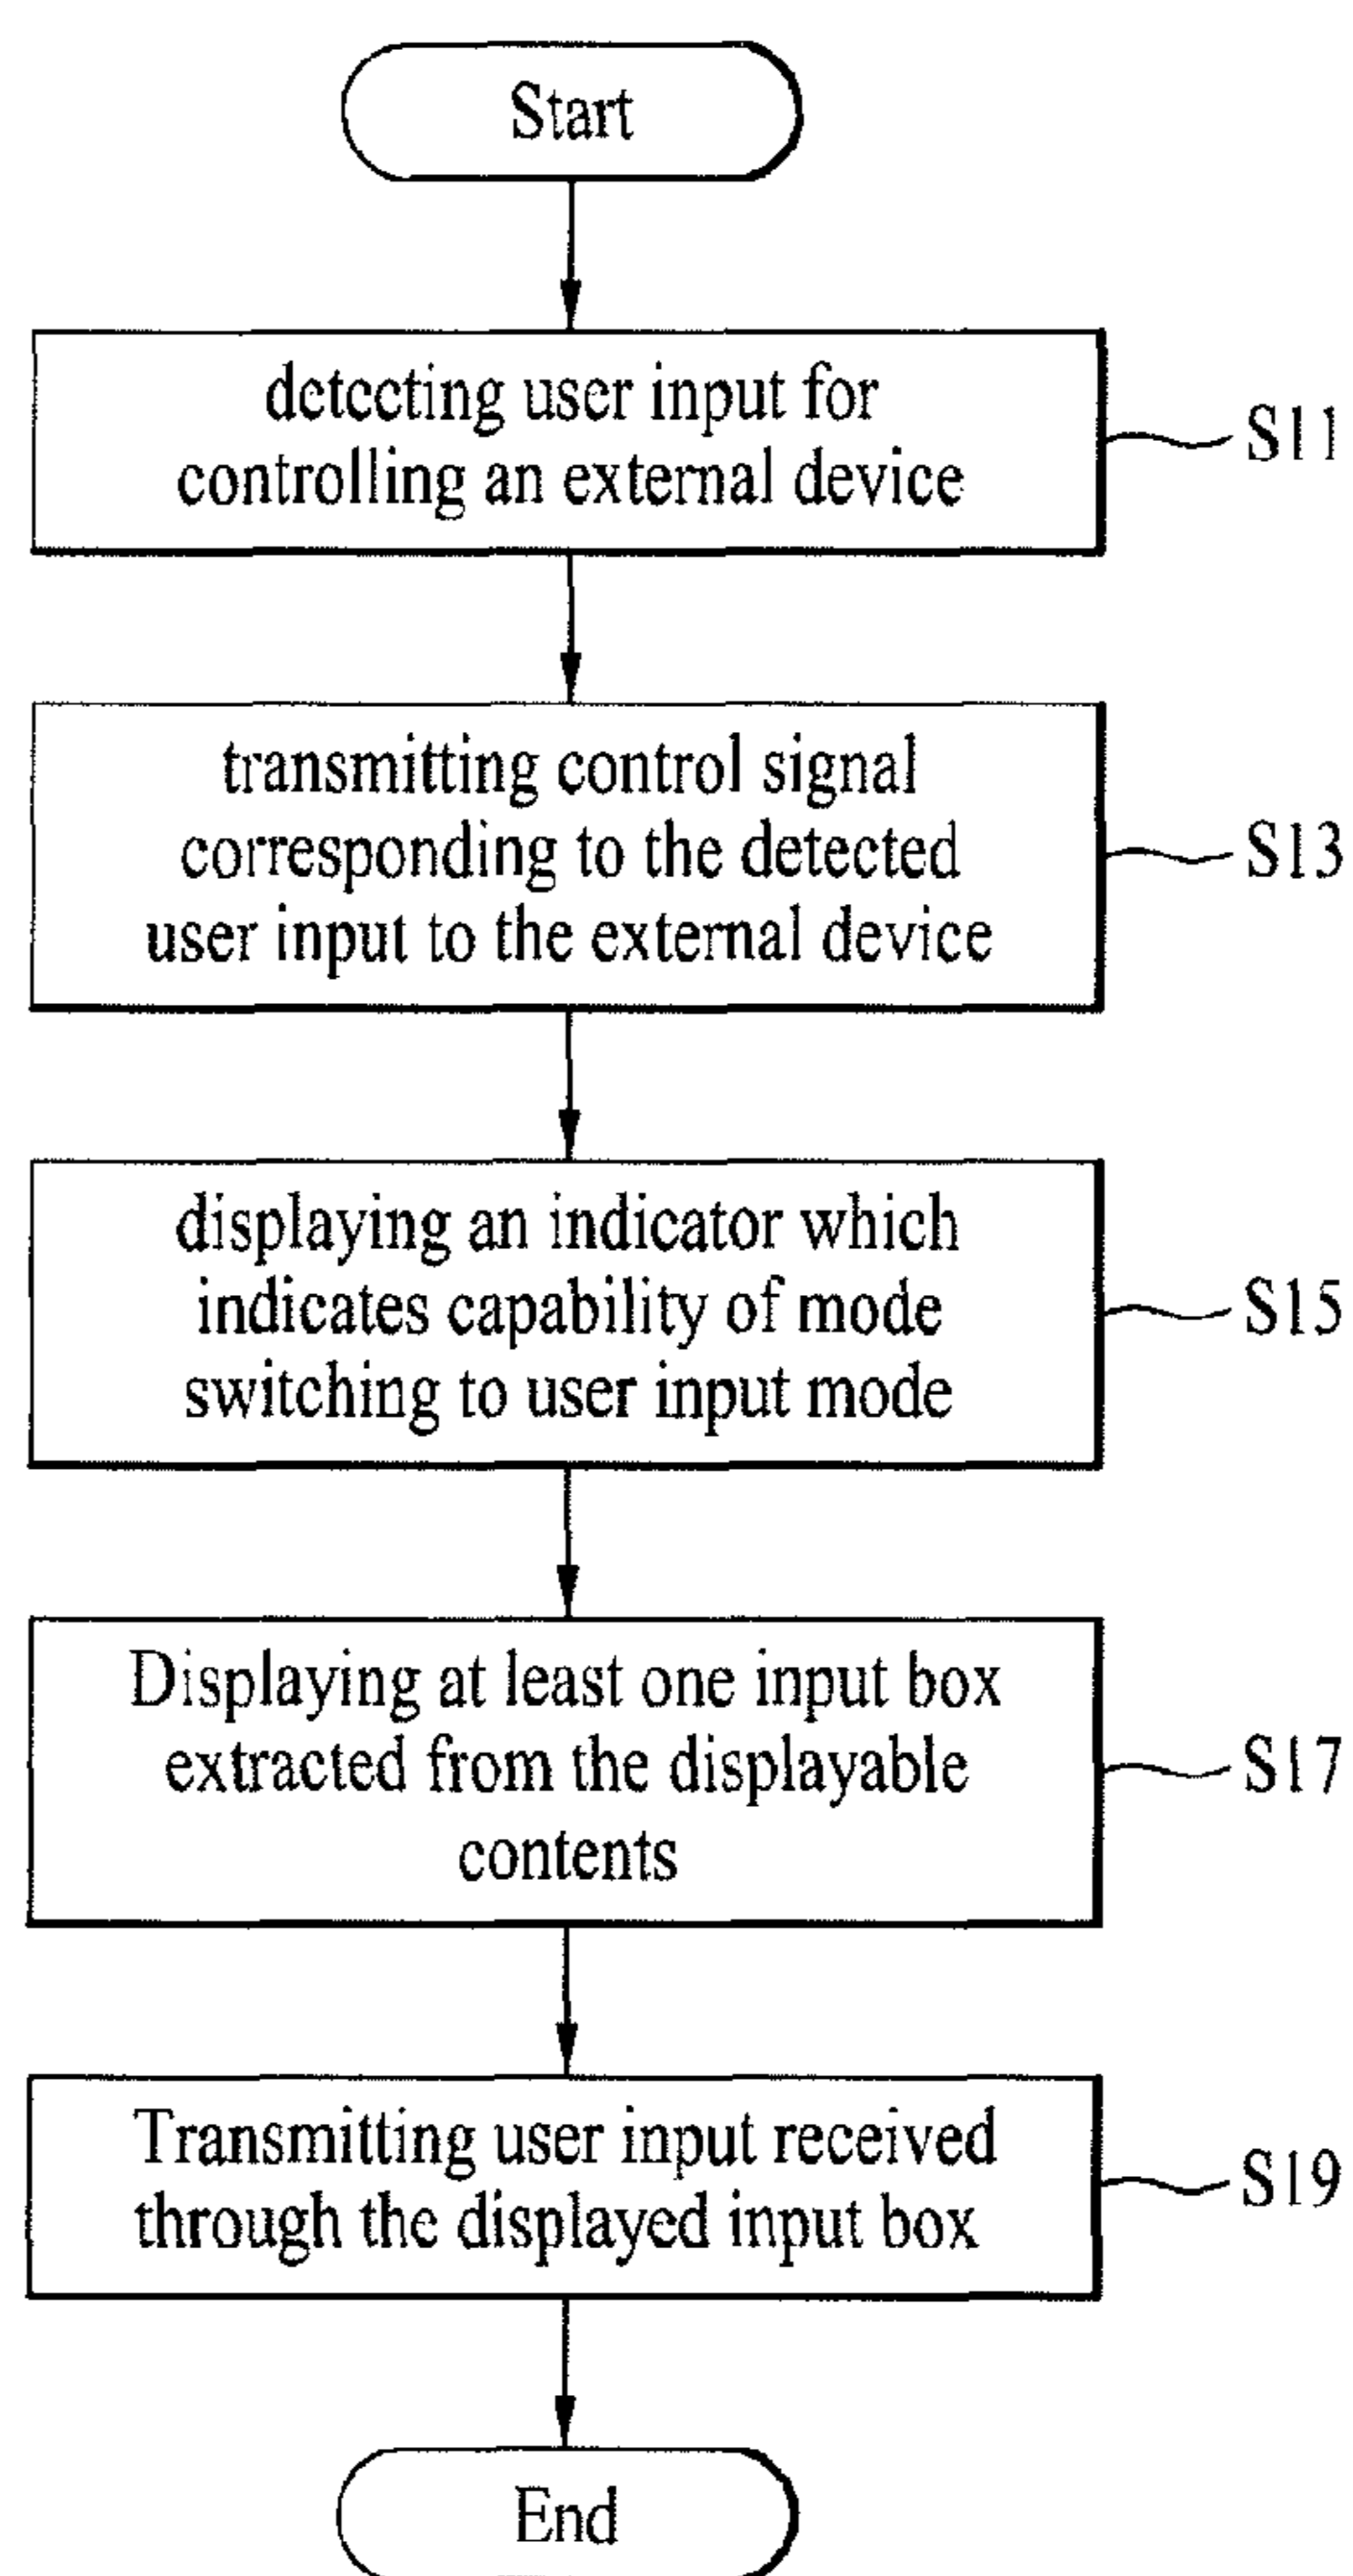 Start
detecting user input for
controlling an external device
S11
transmitting control signal
corresponding to the detected
user input to the external device
S13
displaying an indicator which
indicates capability of mode
switching to user input mode
S15
Displaying at least one input box
extracted from the displayable
contents
S17
Transmitting user input received
through the displayed input box
S19
End